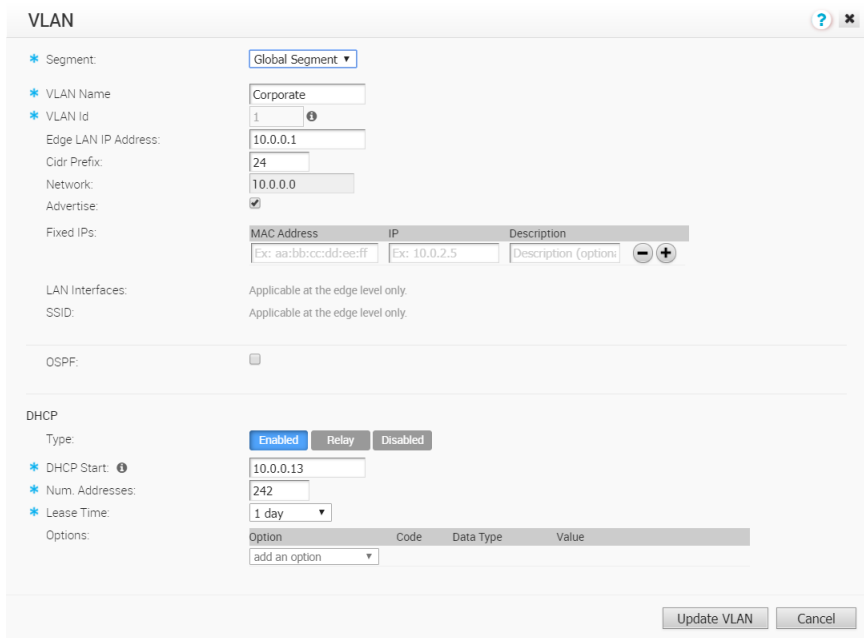 VLAN ? ✖
* Segment: Global Segment ▼
* VLAN Name Corporate
* VLAN Id 1
Edge LAN IP Address: 10.0.0.1
Cidr Prefix: 24
Network: 10.0.0.0
Advertise:
Fixed IPs: MAC Address IP Description
Ex: aa:bb:cc:dd:ee:ff Ex: 10.0.2.5 Description (optiona
LAN Interfaces: Applicable at the edge level only.
SSID: Applicable at the edge level only.
OSPF:
DHCP
Type: Enabled Relay Disabled
* DHCP Start: 10.0.0.13
* Num. Addresses: 242
* Lease Time: 1 day ▼
Options: Option Code Data Type Value
add an option ▼
Update VLAN Cancel